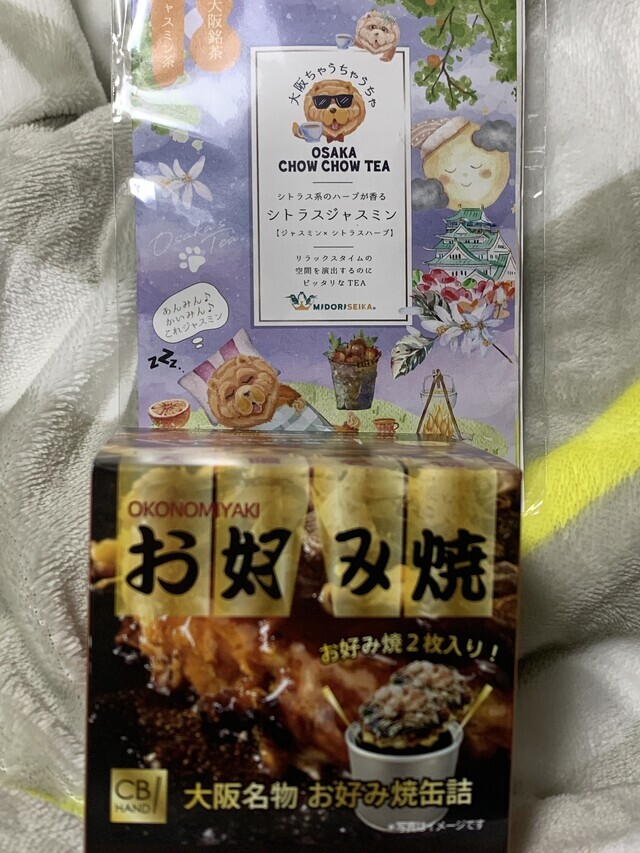 大阪銘茶
ャスミン茶
大阪ちゃうちゃうちゃ
OSAKA
CHOW CHOW TEA
シトラス系のハーブが香る
シトラスジャスミン
【ジャスミン×シトラスハーブ】
リラックスタイムの
空間を演出するのに
ピッタリなTEA
MIDORISEIKA®
Osaka
Tea
あんみん♪
かいみん♪
これジャスミン
zzz..
OKONOMIYAKI
お好み焼
お好み焼2枚入り!
CB
HAND
大阪名物 お好み焼缶詰
*写真はイメージです